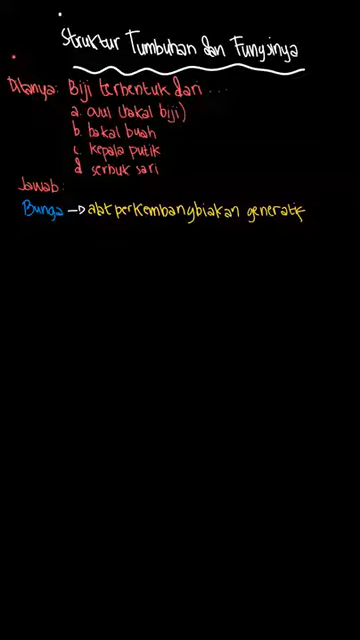 Struktur Tumbuhan dan Fungsinya
Ditanya: Biji terbentuk dari ...
a. ovul (bakal biji)
b. bakal buah
c. kepala putik
d serbuk sari
Jawab:
Bunga → alat perkembangbiakan generatif